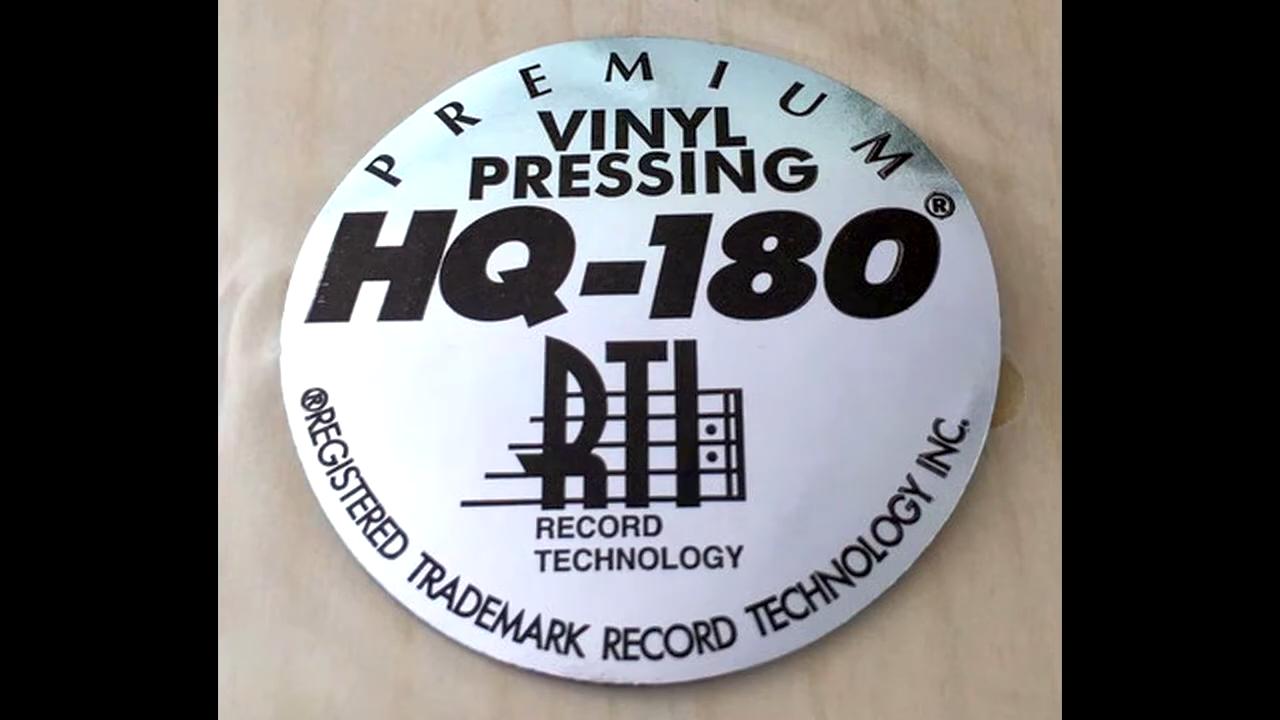 PREMIUM
VINYL
PRESSING
HQ-180®
RTI
RECORD
TECHNOLOGY
®REGISTERED TRADEMARK RECORD TECHNOLOGY INC.